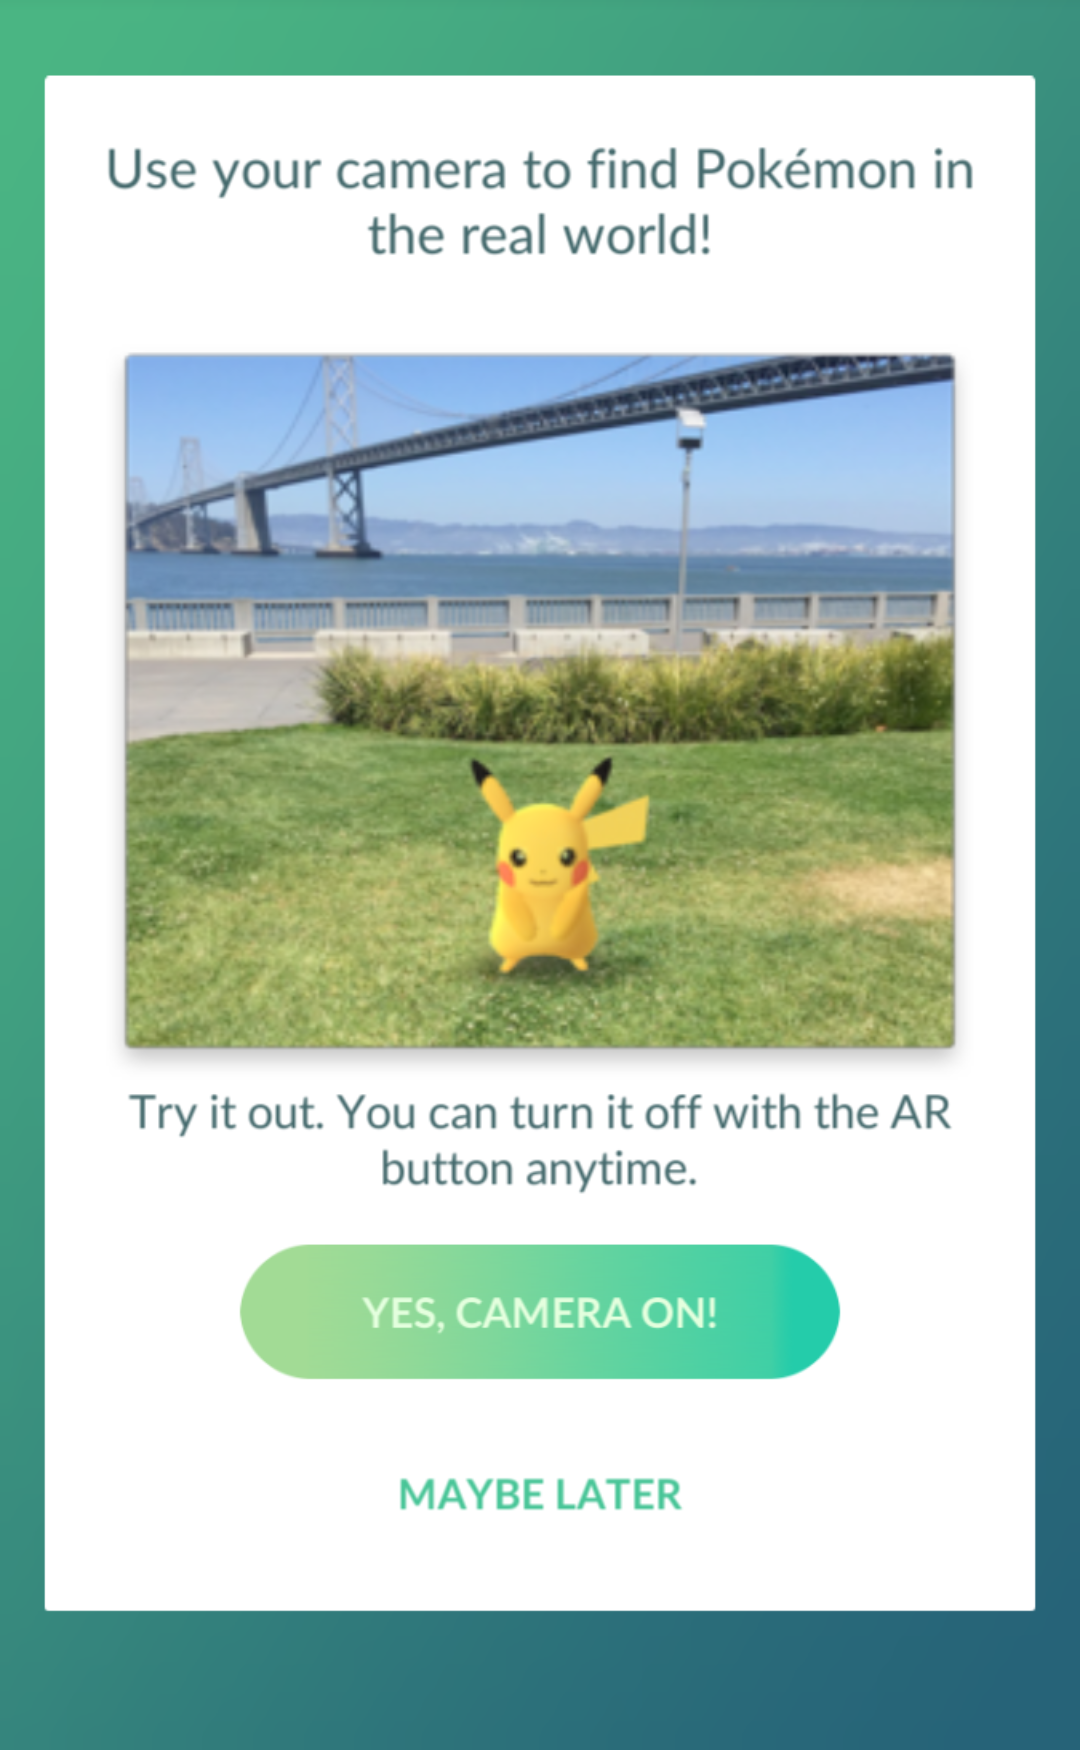 Use your camera to find Pokémon in
the real world!
Try it out. You can turn it off with the AR
button anytime.
YES, CAMERA ON!
MAYBE LATER